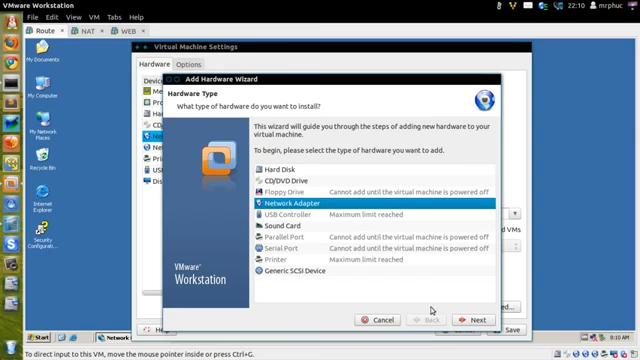 22:10 mrphuc
VMware Workstation
File Edit View VM Tabs Help
Route NAT WEB
Virtual Machine Settings
Hardware Options
Add Hardware Wizard
Hardware Type
What type of hardware do you want to install?
This wizard will guide you through the steps of adding new hardware to your
virtual machine.
To begin, please select the type of hardware you want to add.
Hard Disk
CD/DVD Drive
Floppy Drive Cannot add until the virtual machine is powered off
Network Adapter
USB Controller Maximum limit reached
Sound Card
Parallel Port Cannot add until the virtual machine is powered off
Serial Port Cannot add until the virtual machine is powered off
Printer Maximum limit reached
Generic SCSI Device
VMware
Workstation
Cancel Back Next
Save
My Documents
My Computer
My Network
Places
Recycle Bin
Internet
Explorer
Security
Configurati...
Start
8:10 AM
To direct input to this VM, move the mouse pointer inside or press Ctrl+G.